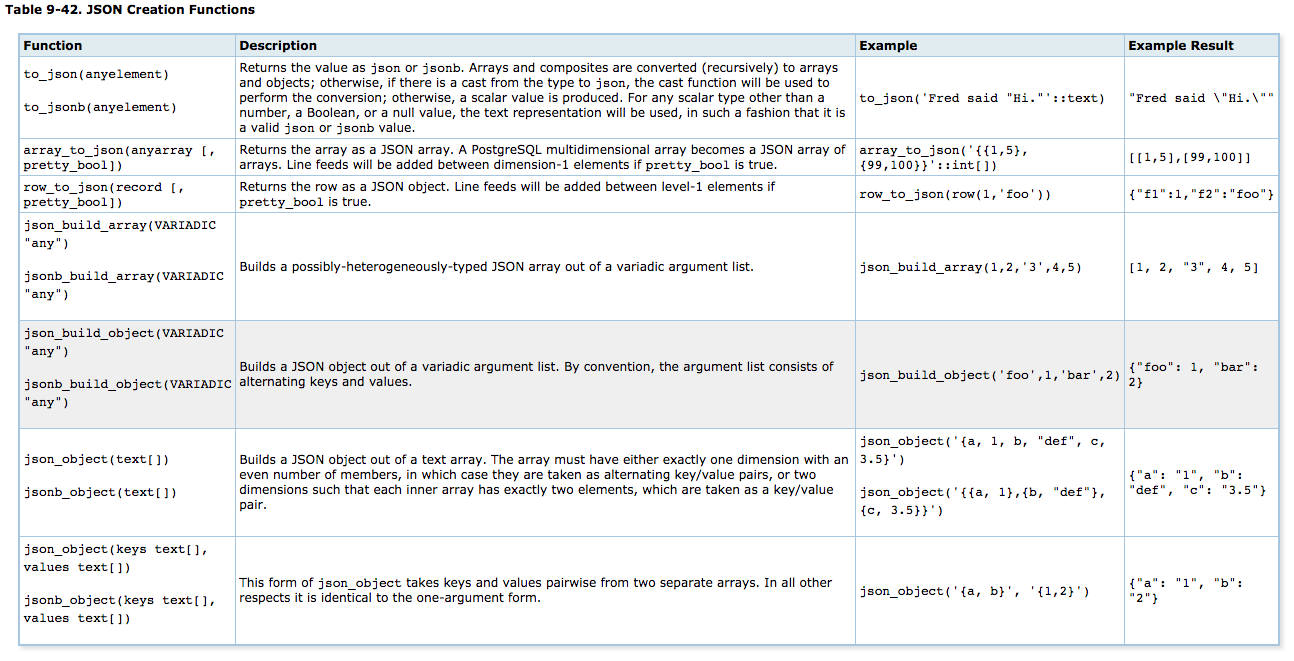 Table 9-42. JSON Creation Functions
Function Description Example Example Result
to_json(anyelement)
to_jsonb(anyelement)
Returns the value as json or jsonb. Arrays and composites are converted (recursively) to arrays
and objects; otherwise, if there is a cast from the type to json, the cast function will be used to
perform the conversion; otherwise, a scalar value is produced. For any scalar type other than a
number, a Boolean, or a null value, the text representation will be used, in such a fashion that it is
a valid json or jsonb value.
to_json('Fred said "Hi."'::text)
"Fred said \"Hi.\""
array_to_json(anyarray [,
pretty_bool])
Returns the array as a JSON array. A PostgreSQL multidimensional array becomes a JSON array of
arrays. Line feeds will be added between dimension-1 elements if pretty_bool is true.
array_to_json('{{1,5},
{99,100}}'::int[])
[[1,5],[99,100]]
row_to_json(record [,
pretty_bool])
Returns the row as a JSON object. Line feeds will be added between level-1 elements if
pretty_bool is true.
row_to_json(row(1,'foo'))
{"f1":1,"f2":"foo"}
json_build_array(VARIADIC
"any")
jsonb_build_array(VARIADIC
"any")
Builds a possibly-heterogeneously-typed JSON array out of a variadic argument list.
json_build_array(1,2,'3',4,5)
[1, 2, "3", 4, 5]
json_build_object(VARIADIC
"any")
jsonb_build_object(VARIADIC
"any")
Builds a JSON object out of a variadic argument list. By convention, the argument list consists of
alternating keys and values.
json_build_object('foo',1,'bar',2)
{"foo": 1, "bar":
2}
json_object(text[])
jsonb_object(text[])
Builds a JSON object out of a text array. The array must have either exactly one dimension with an
even number of members, in which case they are taken as alternating key/value pairs, or two
dimensions such that each inner array has exactly two elements, which are taken as a key/value
pair.
json_object('{a, 1, b, "def", c,
3.5}')
json_object('{{a, 1},{b, "def"},
{c, 3.5}}')
{"a": "1", "b":
"def", "c": "3.5"}
json_object(keys text[],
values text[])
jsonb_object(keys text[],
values text[])
This form of json_object takes keys and values pairwise from two separate arrays. In all other
respects it is identical to the one-argument form.
json_object('{a, b}', '{1,2}')
{"a": "1", "b":
"2"}